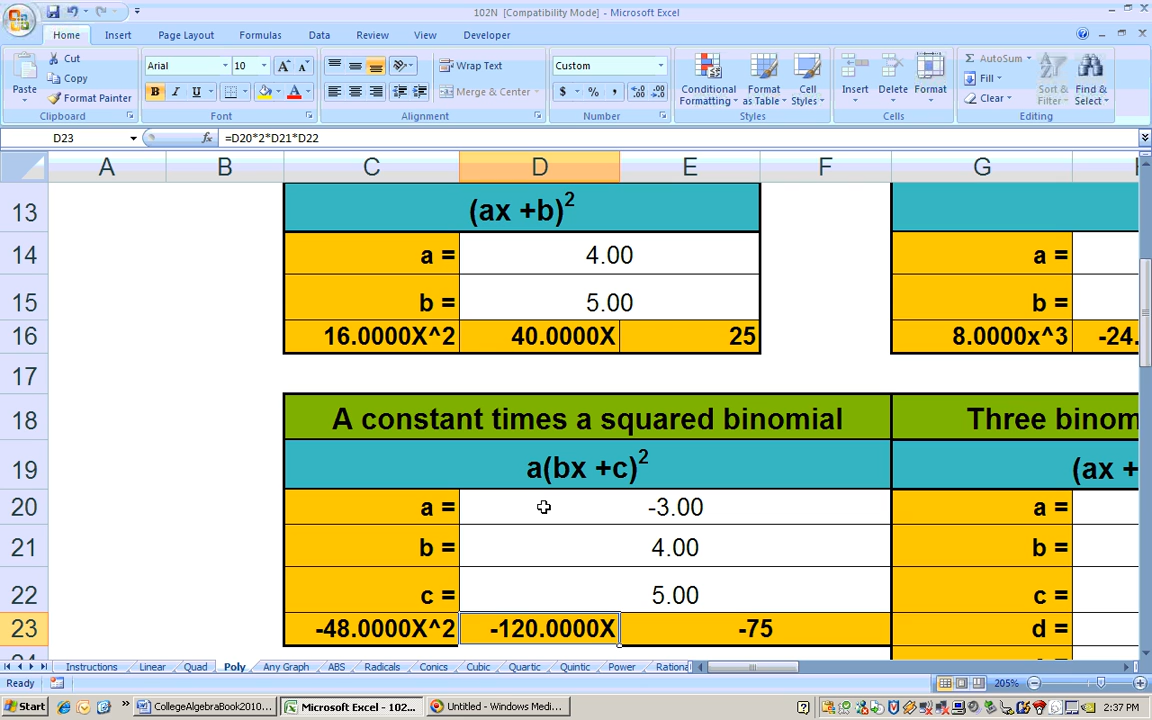 102N [Compatibility Mode] - Microsoft Excel
Home Insert Page Layout Formulas Data Review View Developer
Paste
Cut
Copy
Format Painter
Clipboard
Arial 10
B I U
Font
Wrap Text
Merge & Center
Alignment
Custom
$ % ,
Number
Conditional Formatting
Format as Table
Cell Styles
Styles
Insert Delete Format
Cells
AutoSum
Fill
Clear
Sort & Filter
Find & Select
Editing
D23 fx =D20*2*D21*D22
A B C D E F G
13 (ax +b)2
14 a = 4.00 a =
15 b = 5.00 b =
16 16.0000X^2 40.0000X 25 8.0000x^3 -24.
17
18 A constant times a squared binomial Three binom
19 a(bx +c)2 (ax +
20 a = -3.00 a =
21 b = 4.00 b =
22 c = 5.00 c =
23 -48.0000X^2 -120.0000X -75 d =
Instructions Linear Quad Poly Any Graph ABS Radicals Conics Cubic Quartic Quintic Power Rationa
Ready 205%
Start CollegeAlgebraBook2010... Microsoft Excel - 102... Untitled - Windows Medi... 2:37 PM